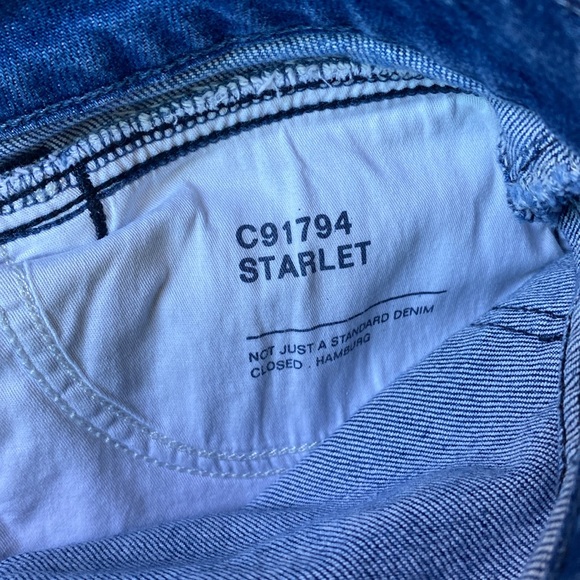 C91794
STARLET
NOT JUST A STANDARD DENIM
CLOSED . HAMBURG